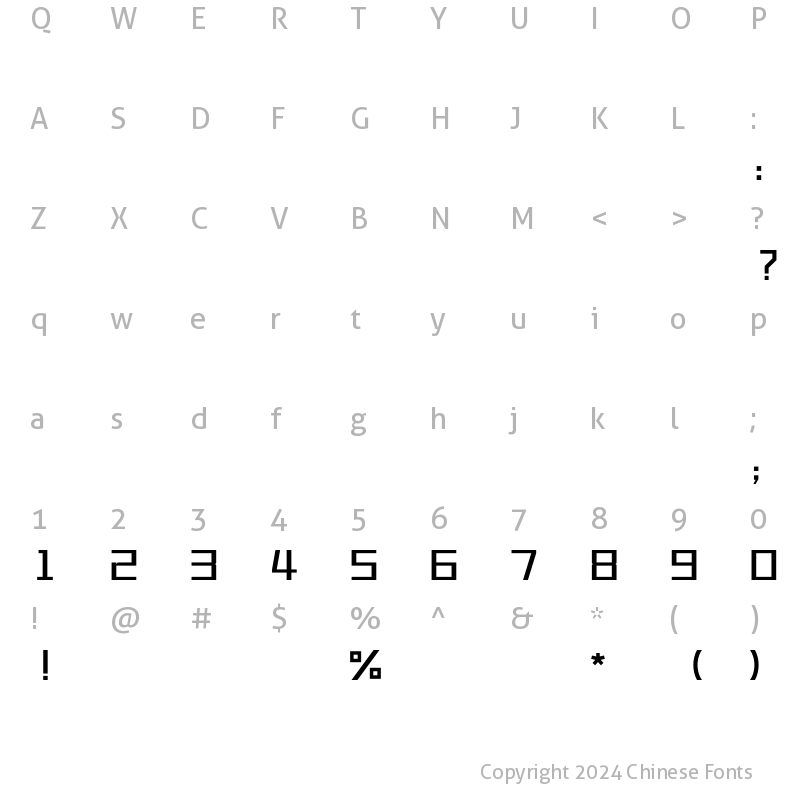 Q W E R T Y U I O P
A S D F G H J K L :
:
Z X C V B N M < > ?
?
q w e r t y u i o p
a s d f g h j k l ;
;
1 2 3 4 5 6 7 8 9 0
1 2 3 4 5 6 7 8 9 0
! @ # $ % ^ & * ( )
! % * ( )
Copyright 2024 Chinese Fonts